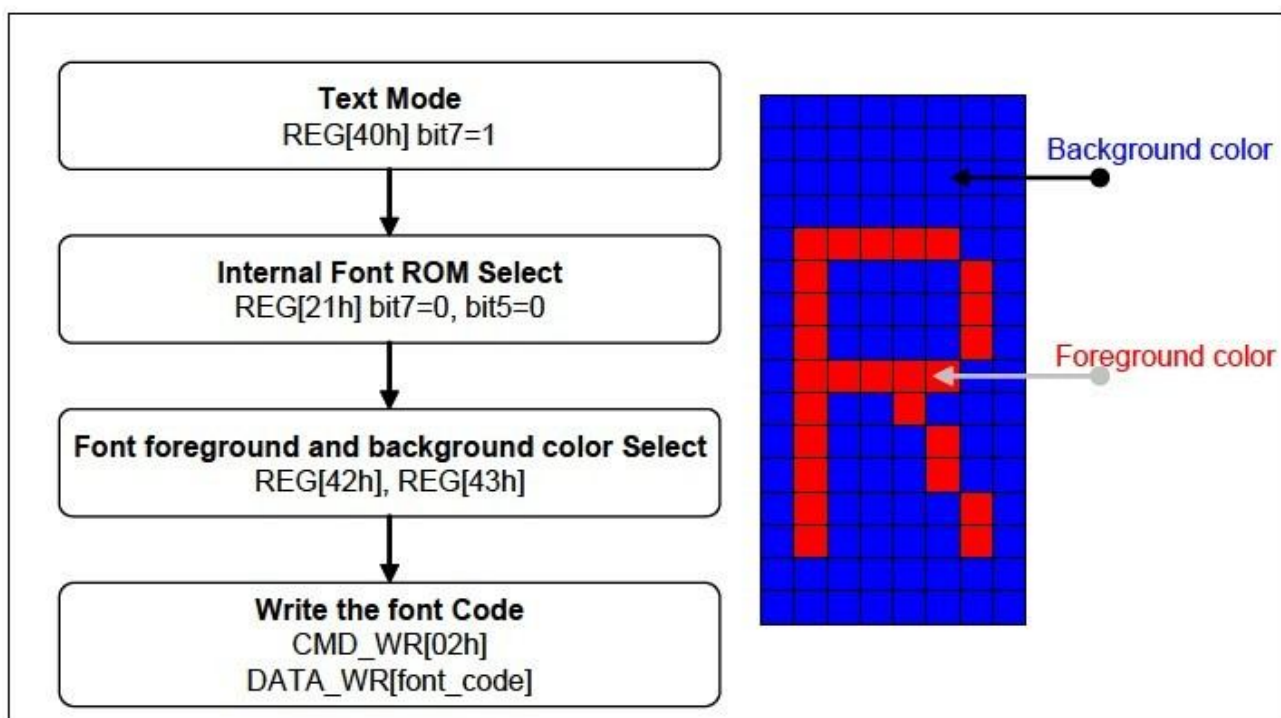 Text Mode
REG[40h] bit7=1
Internal Font ROM Select
REG[21h] bit7=0, bit5=0
Font foreground and background color Select
REG[42h], REG[43h]
Write the font Code
CMD_WR[02h]
DATA_WR[font_code]
Background color
Foreground color